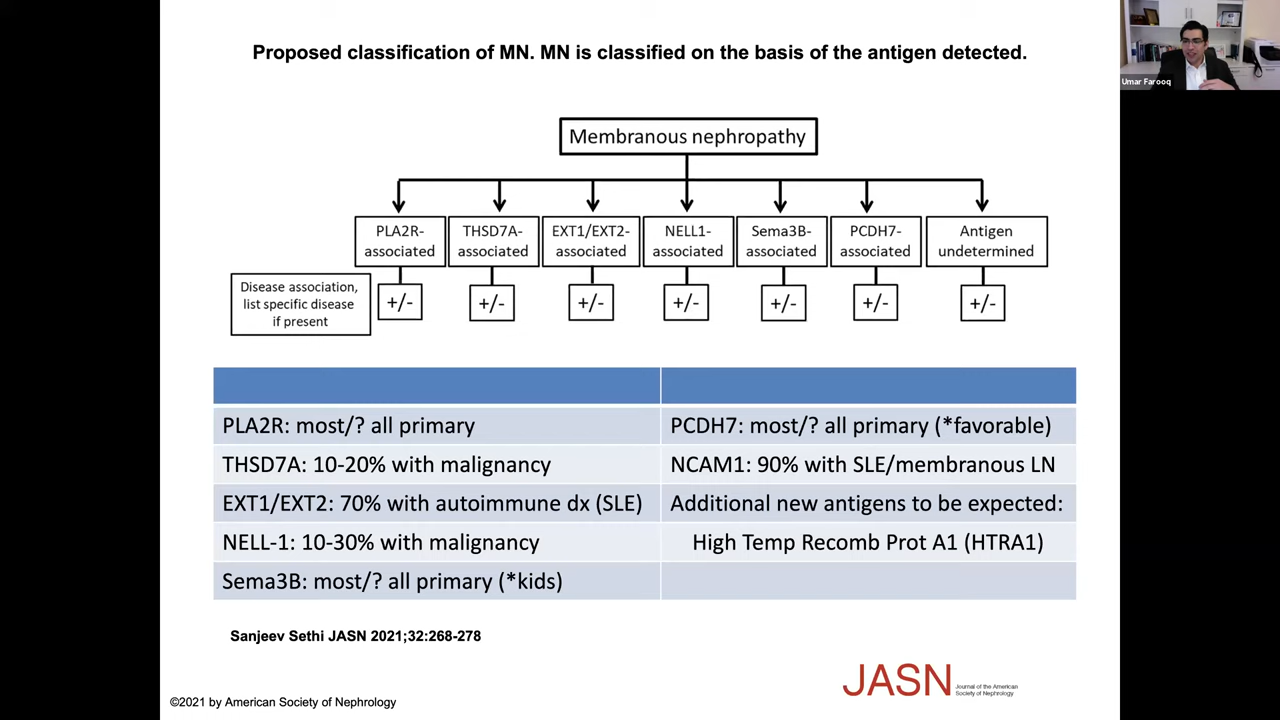 Proposed classification of MN. MN is classified on the basis of the antigen detected.
Umar Farooq
Membranous nephropathy
PLA2R-
associated
THSD7A-
associated
EXT1/EXT2-
associated
NELL1-
associated
Sema3B-
associated
PCDH7-
associated
Antigen
undetermined
Disease association,
list specific disease
if present
+/-
+/-
+/-
+/-
+/-
+/-
+/-
PLA2R: most/? all primary
PCDH7: most/? all primary (*favorable)
THSD7A: 10-20% with malignancy
NCAM1: 90% with SLE/membranous LN
EXT1/EXT2: 70% with autoimmune dx (SLE)
Additional new antigens to be expected:
NELL-1: 10-30% with malignancy
High Temp Recomb Prot A1 (HTRA1)
Sema3B: most/? all primary (*kids)
Sanjeev Sethi JASN 2021;32:268-278
JASN
Journal of the American
Society of Nephrology
©2021 by American Society of Nephrology